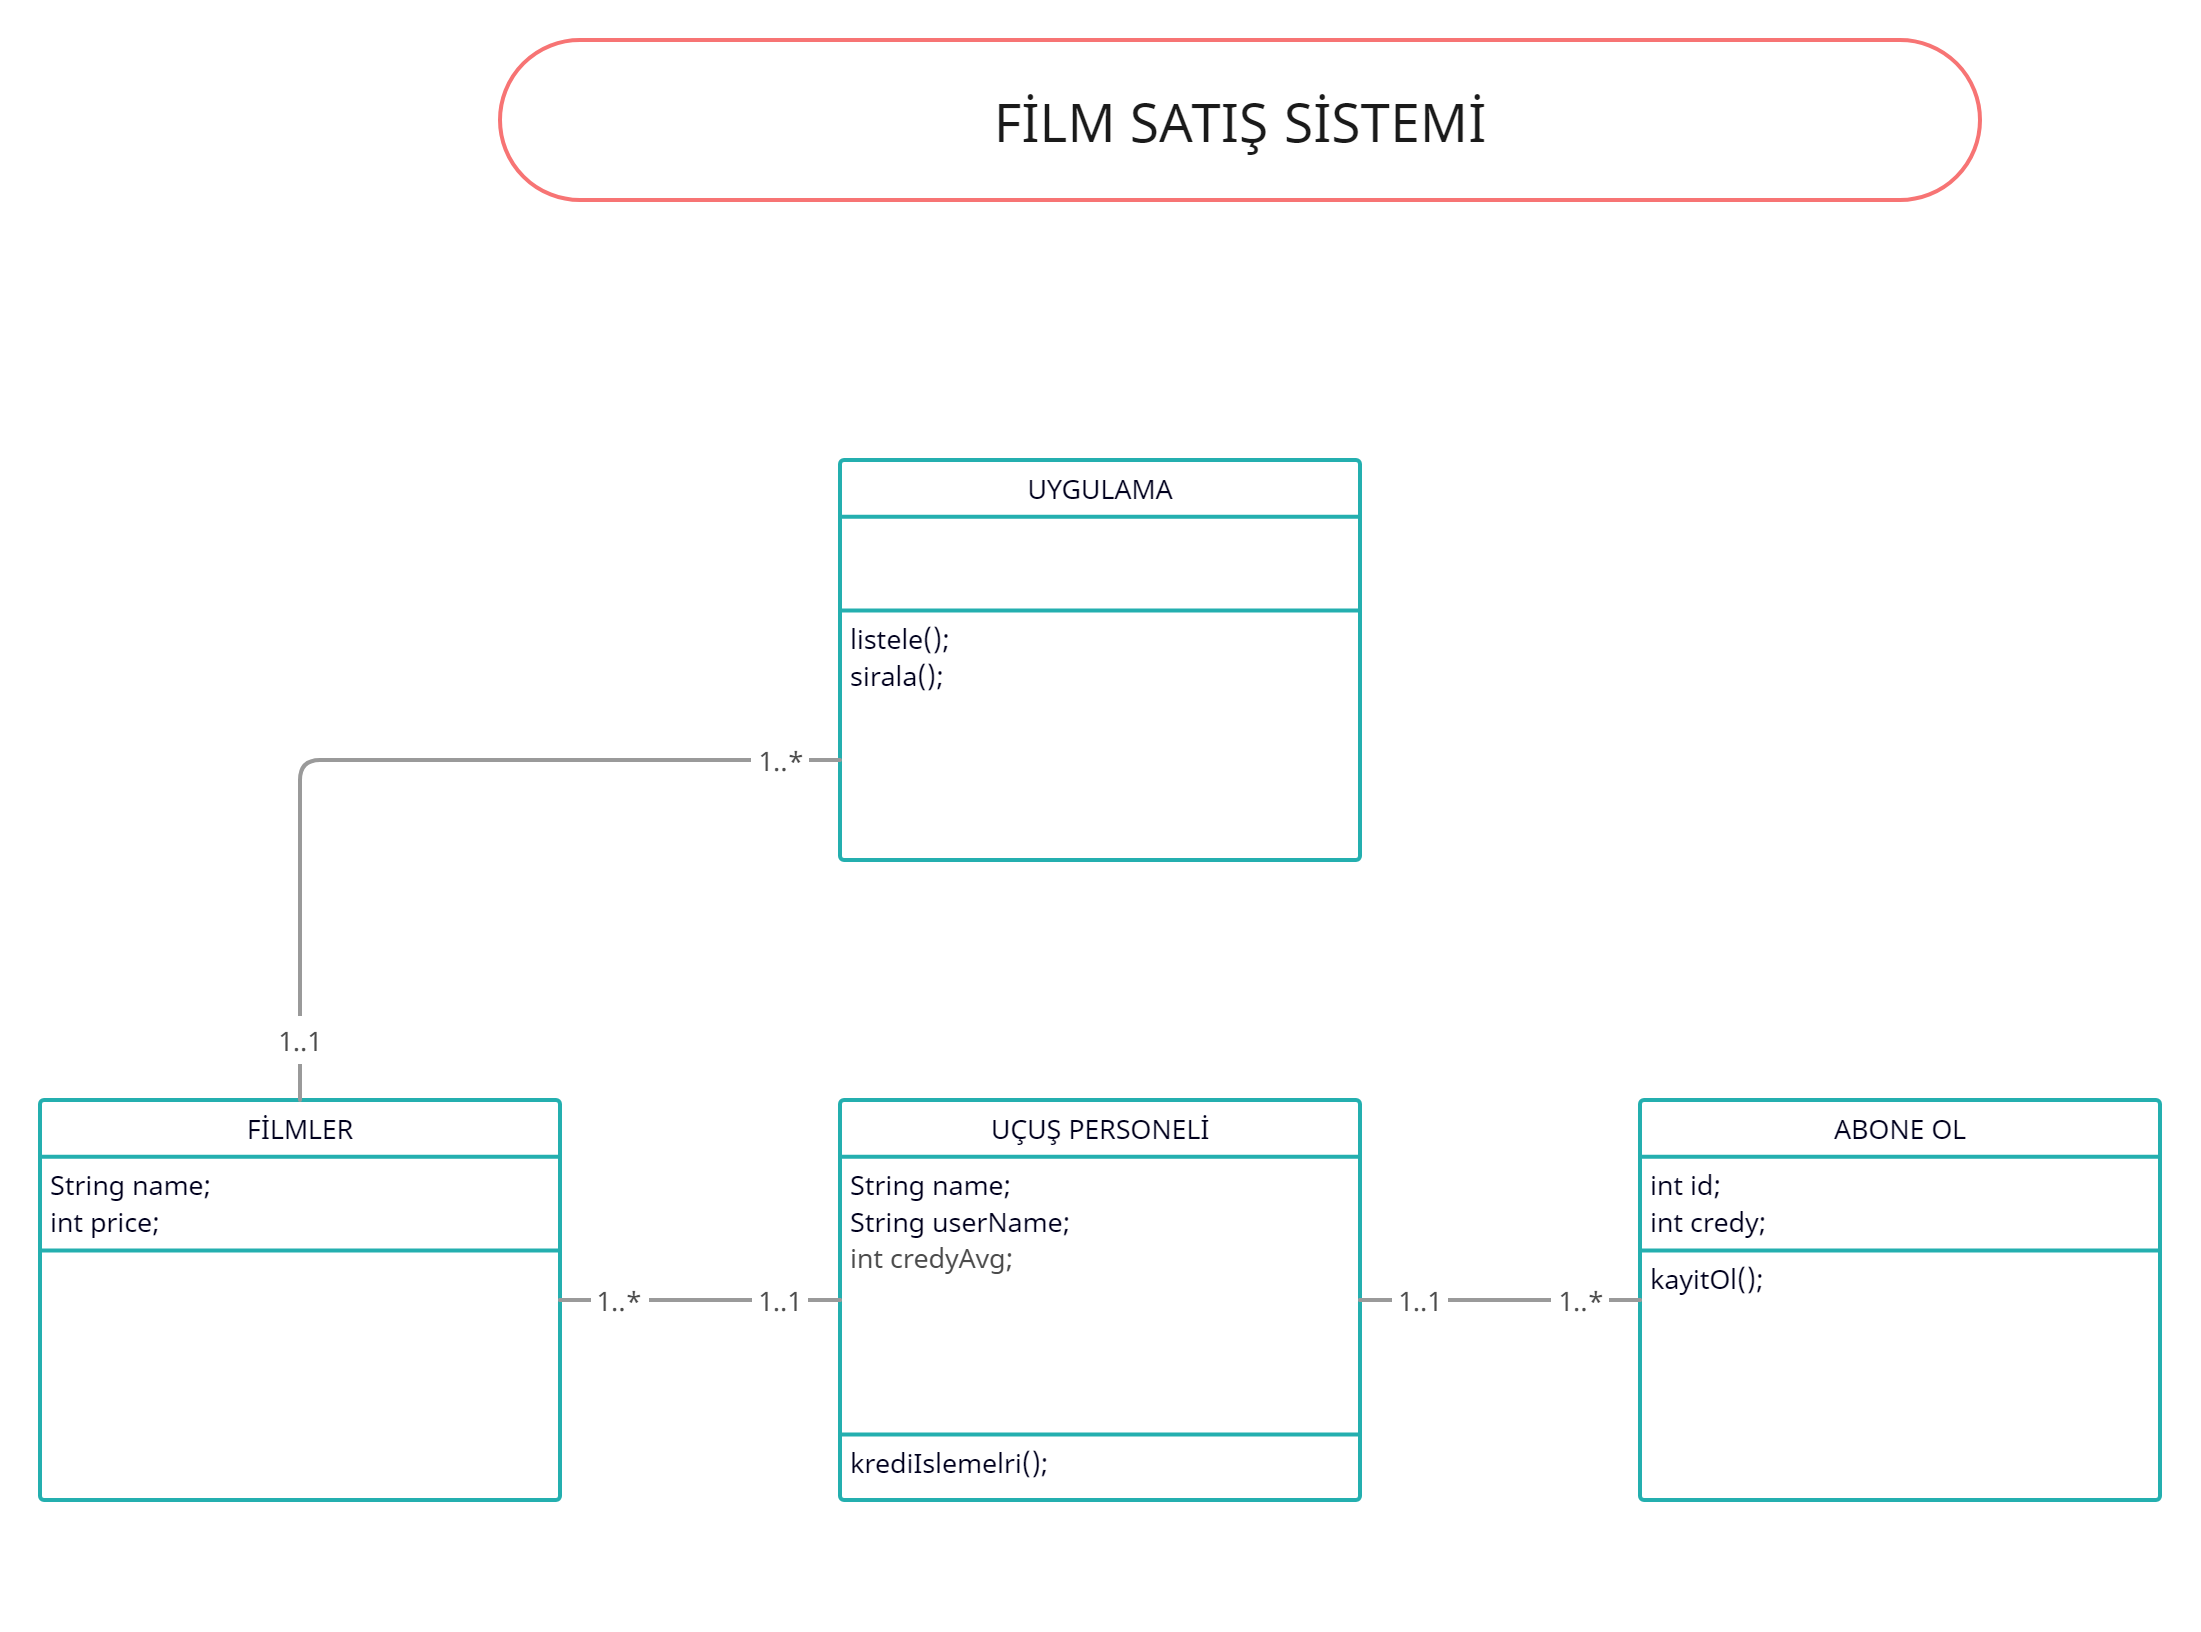 FİLM SATIŞ SİSTEMİ
UYGULAMA
listele();
sirala();
1..*
1..1
FİLMLER
String name;
int price;
1..*
1..1
UÇUŞ PERSONELİ
String name;
String userName;
int credyAvg;
krediIslemelri();
1..1
1..*
ABONE OL
int id;
int credy;
kayitOl();